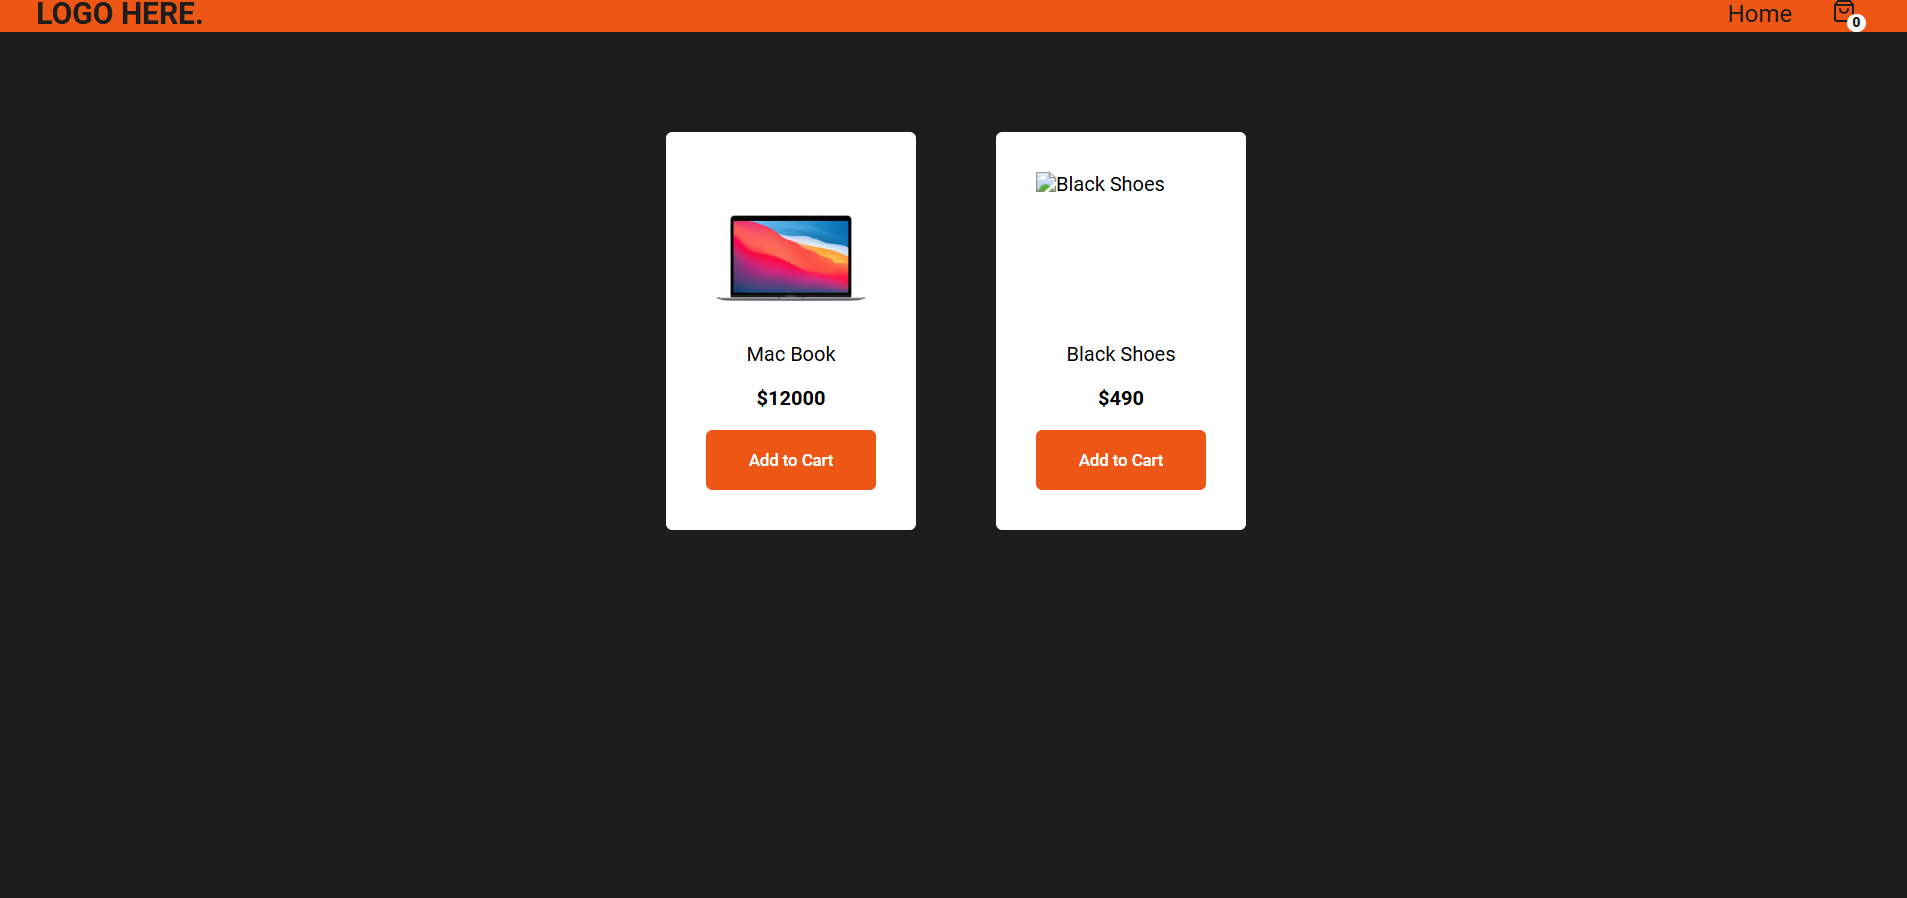 LOGO HERE.
Home
0
Black Shoes
Mac Book
$12000
Add to Cart
Black Shoes
$490
Add to Cart